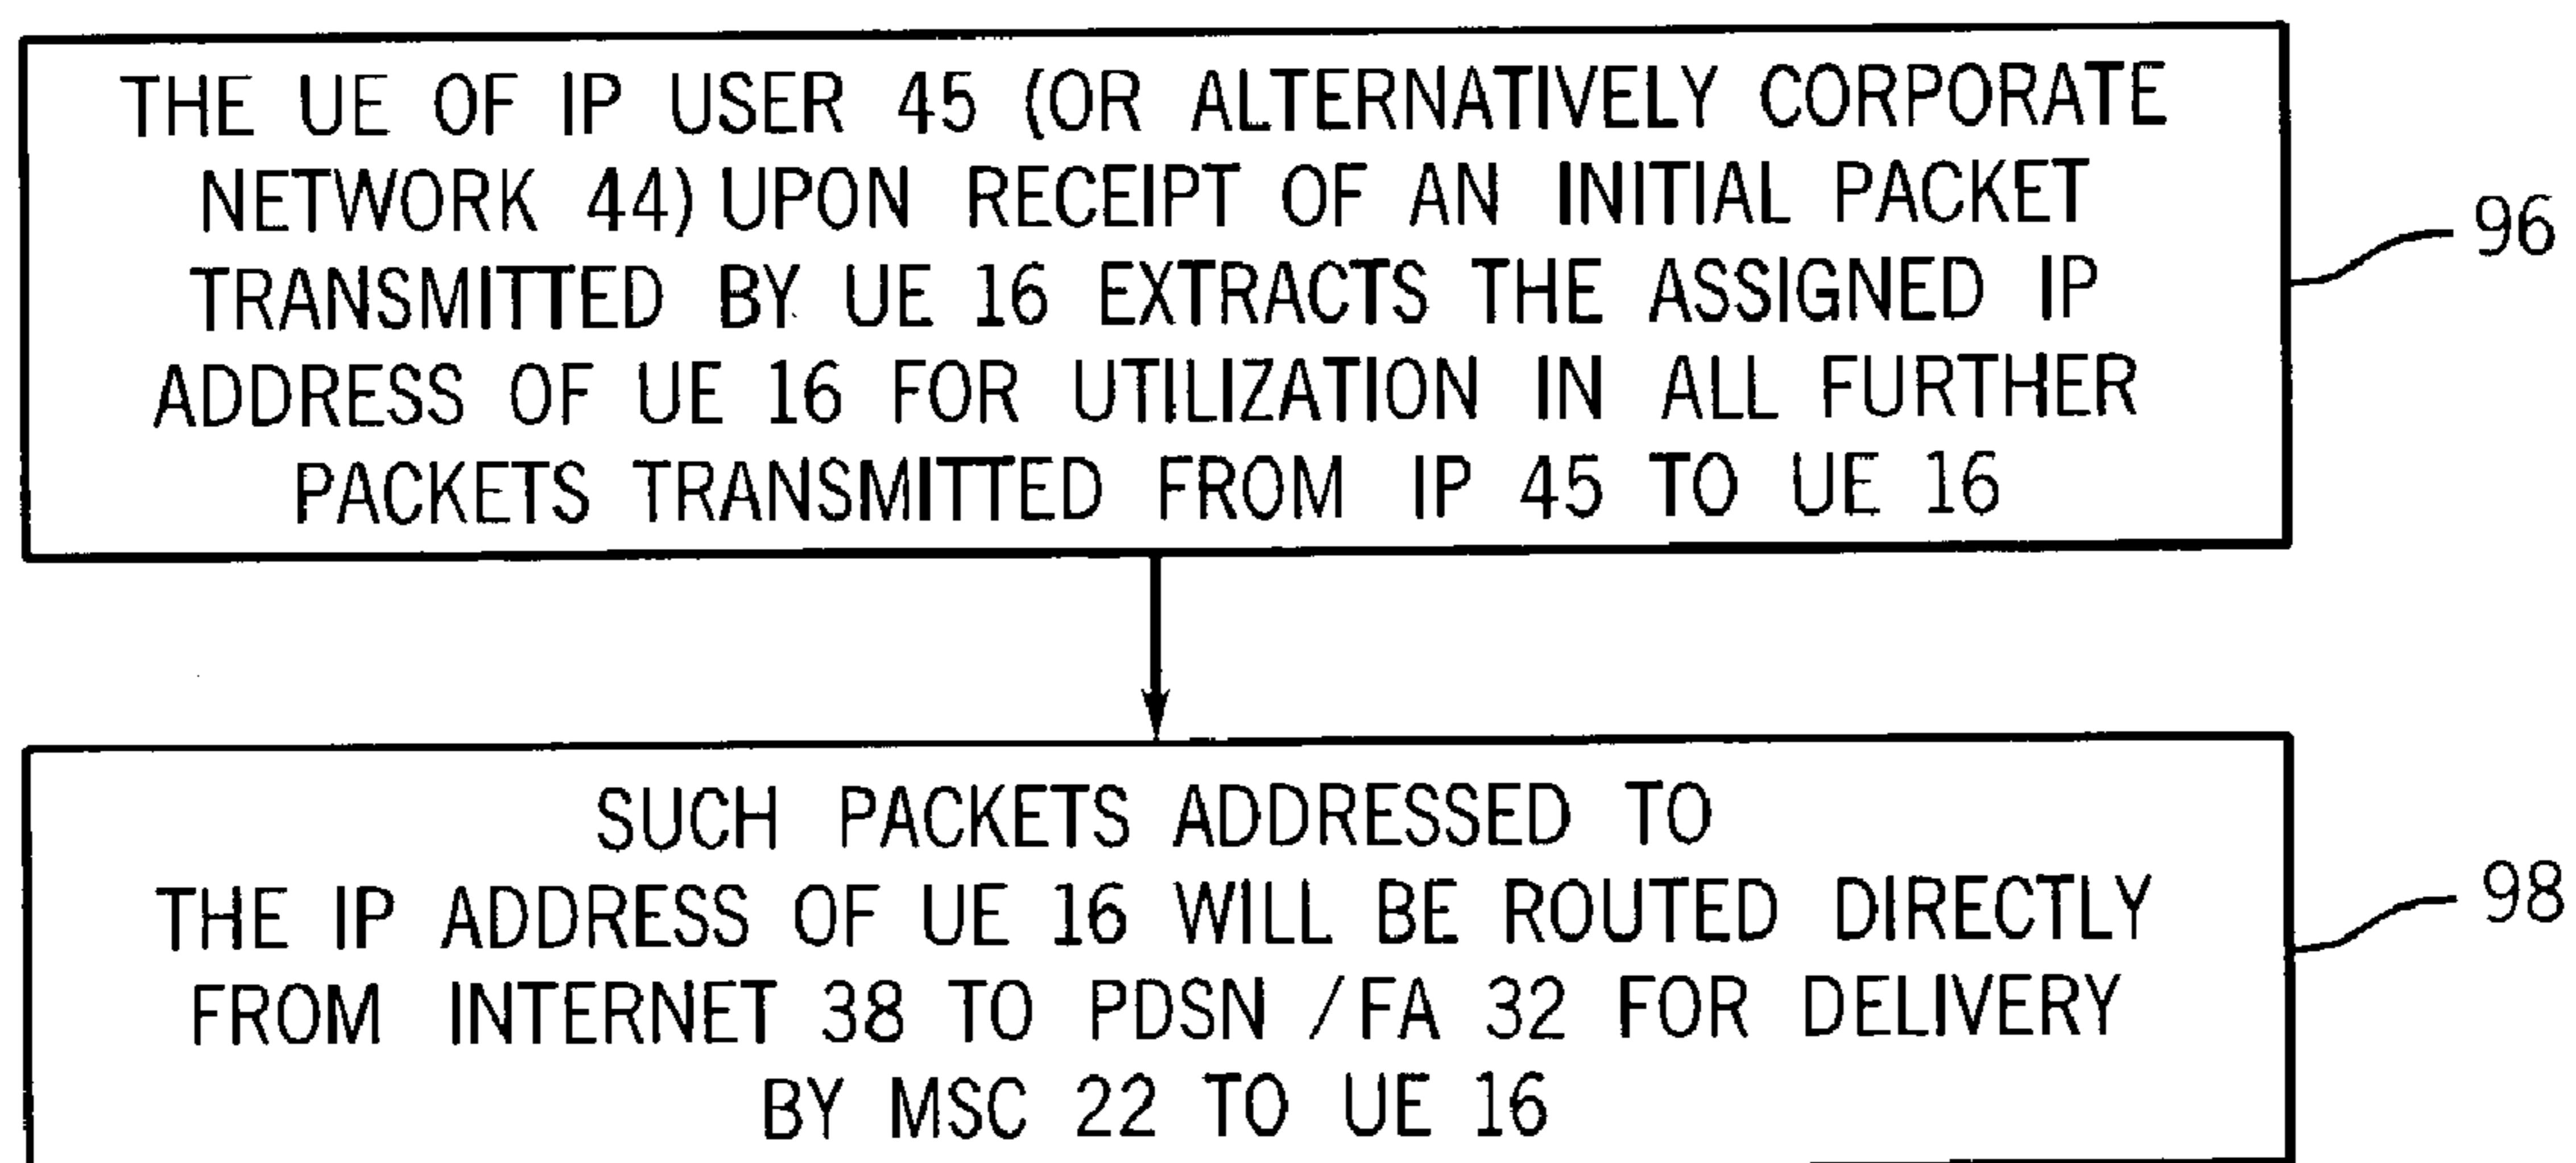 THE UE OF IP USER 45 (OR ALTERNATIVELY CORPORATE
NETWORK 44) UPON RECEIPT OF AN INITIAL PACKET
TRANSMITTED BY UE 16 EXTRACTS THE ASSIGNED IP
ADDRESS OF UE 16 FOR UTILIZATION IN ALL FURTHER
PACKETS TRANSMITTED FROM IP 45 TO UE 16
96
SUCH PACKETS ADDRESSED TO
THE IP ADDRESS OF UE 16 WILL BE ROUTED DIRECTLY
FROM INTERNET 38 TO PDSN /FA 32 FOR DELIVERY
BY MSC 22 TO UE 16
98